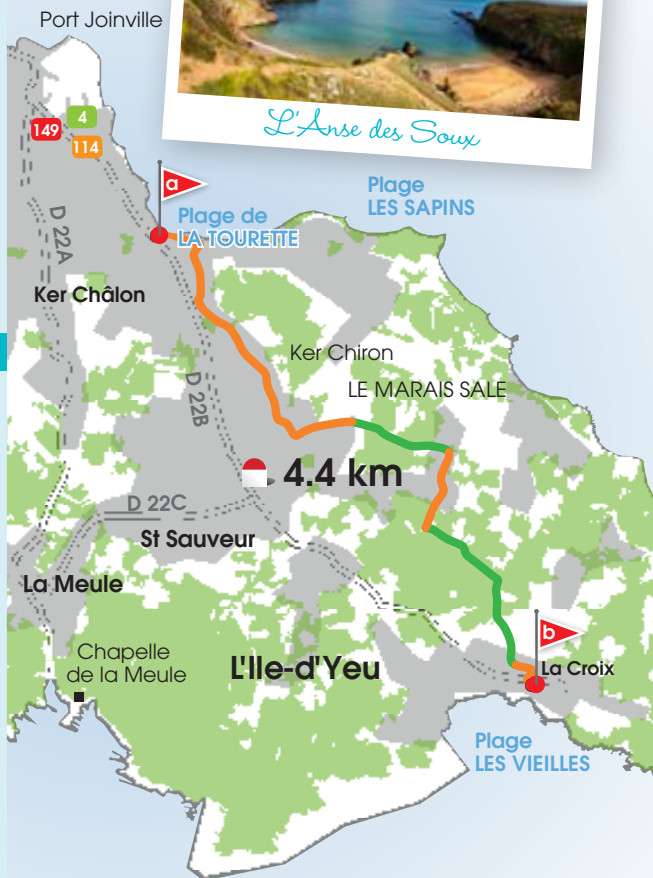 Port Joinville
L'Anse des Soux
4
149
114
a
Plage
LES SAPINS
Plage de
LA TOURETTE
D 22A
Ker Châlon
Ker Chiron
LE MARAIS SALE
D 22B
4.4 km
D 22C
St Sauveur
La Meule
b
Chapelle
de la Meule
L'Ile-d'Yeu
La Croix
Plage
LES VIEILLES